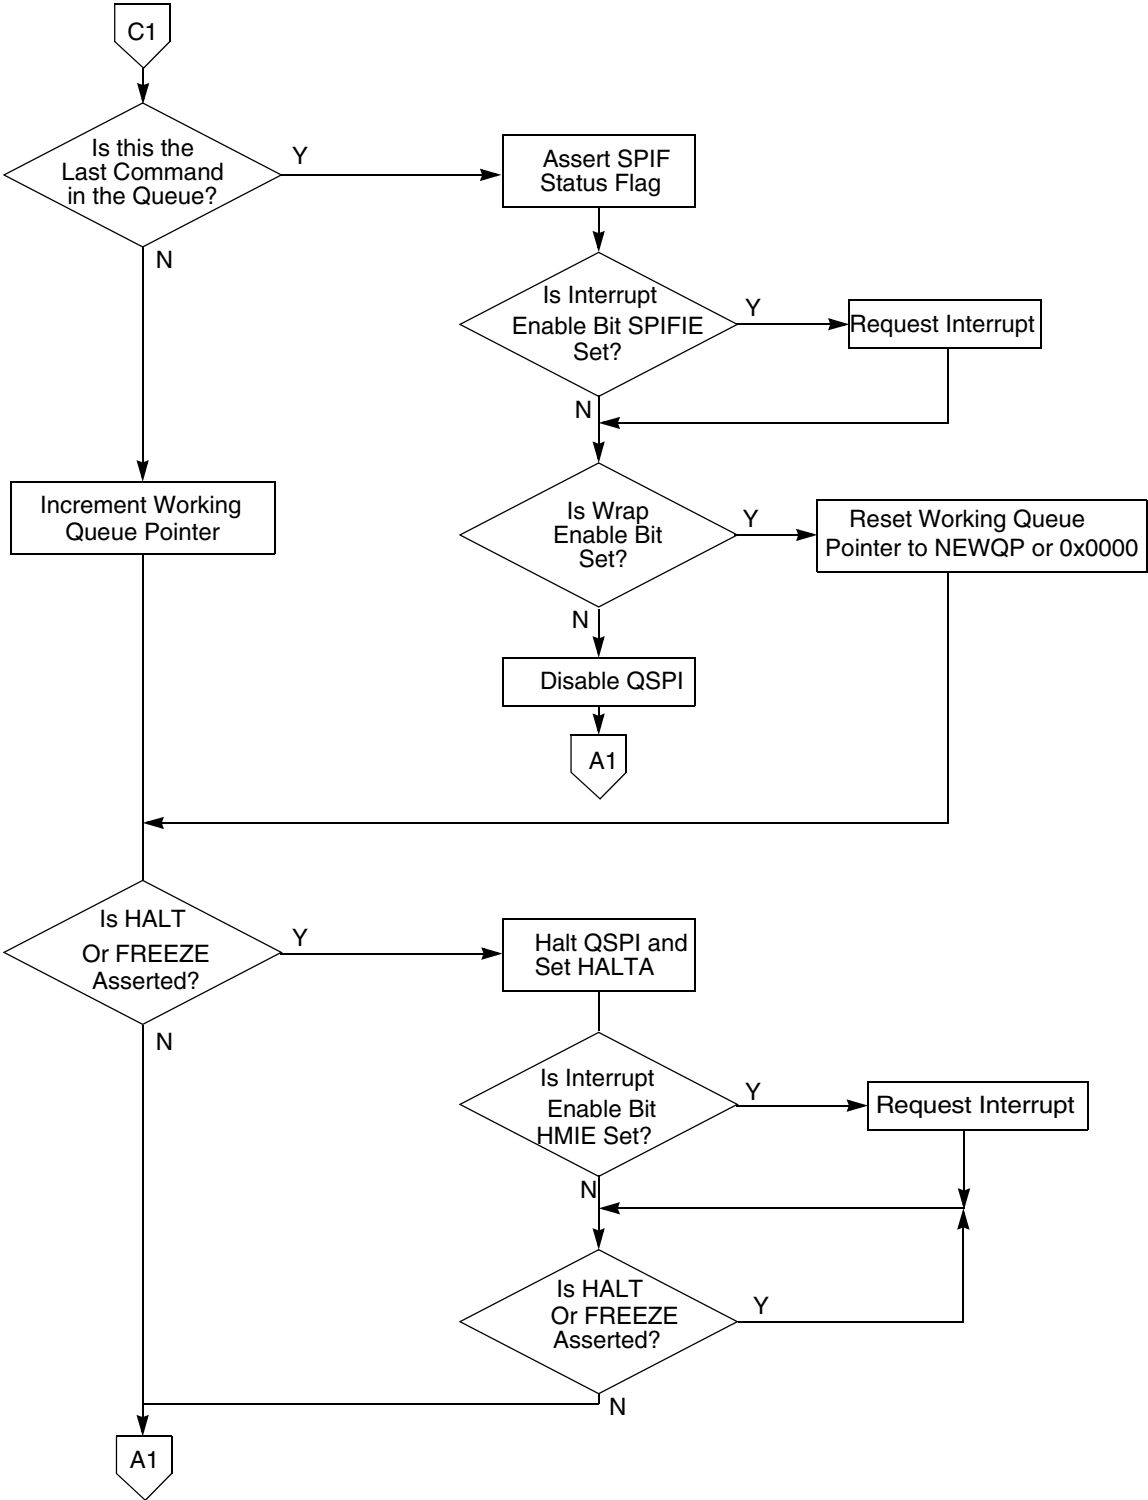 C1
Is this the
Last Command
in the Queue?
Y
N
Assert SPIF
Status Flag
Is Interrupt
Enable Bit SPIFIE
Set?
Y
Request Interrupt
N
Increment Working
Queue Pointer
Is Wrap
Enable Bit
Set?
Y
Reset Working Queue
Pointer to NEWQP or 0x0000
N
Disable QSPI
A1
Is HALT
Or FREEZE
Asserted?
Y
N
Halt QSPI and
Set HALTA
Is Interrupt
Enable Bit
HMIE Set?
Y
Request Interrupt
N
Is HALT
Or FREEZE
Asserted?
Y
N
A1